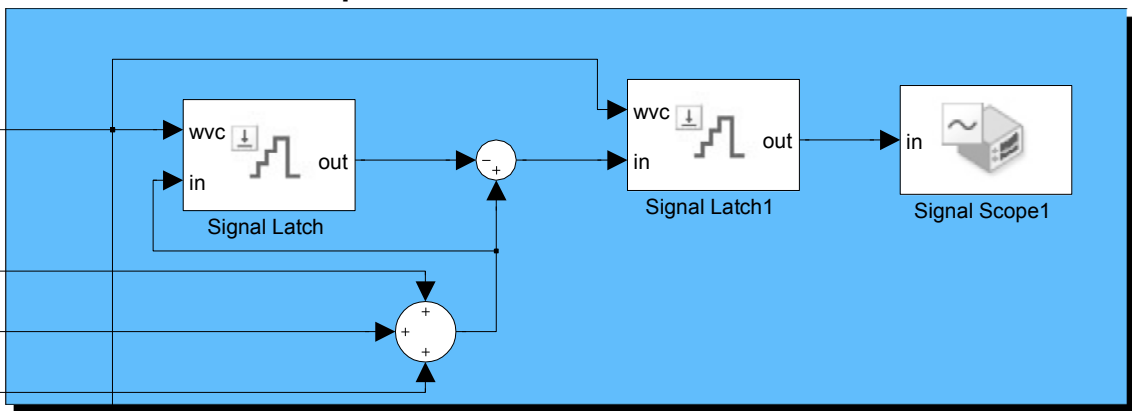 wvc
in
out
Signal Latch
−
+
wvc
in
out
Signal Latch1
in
Signal Scope1
+
+
+